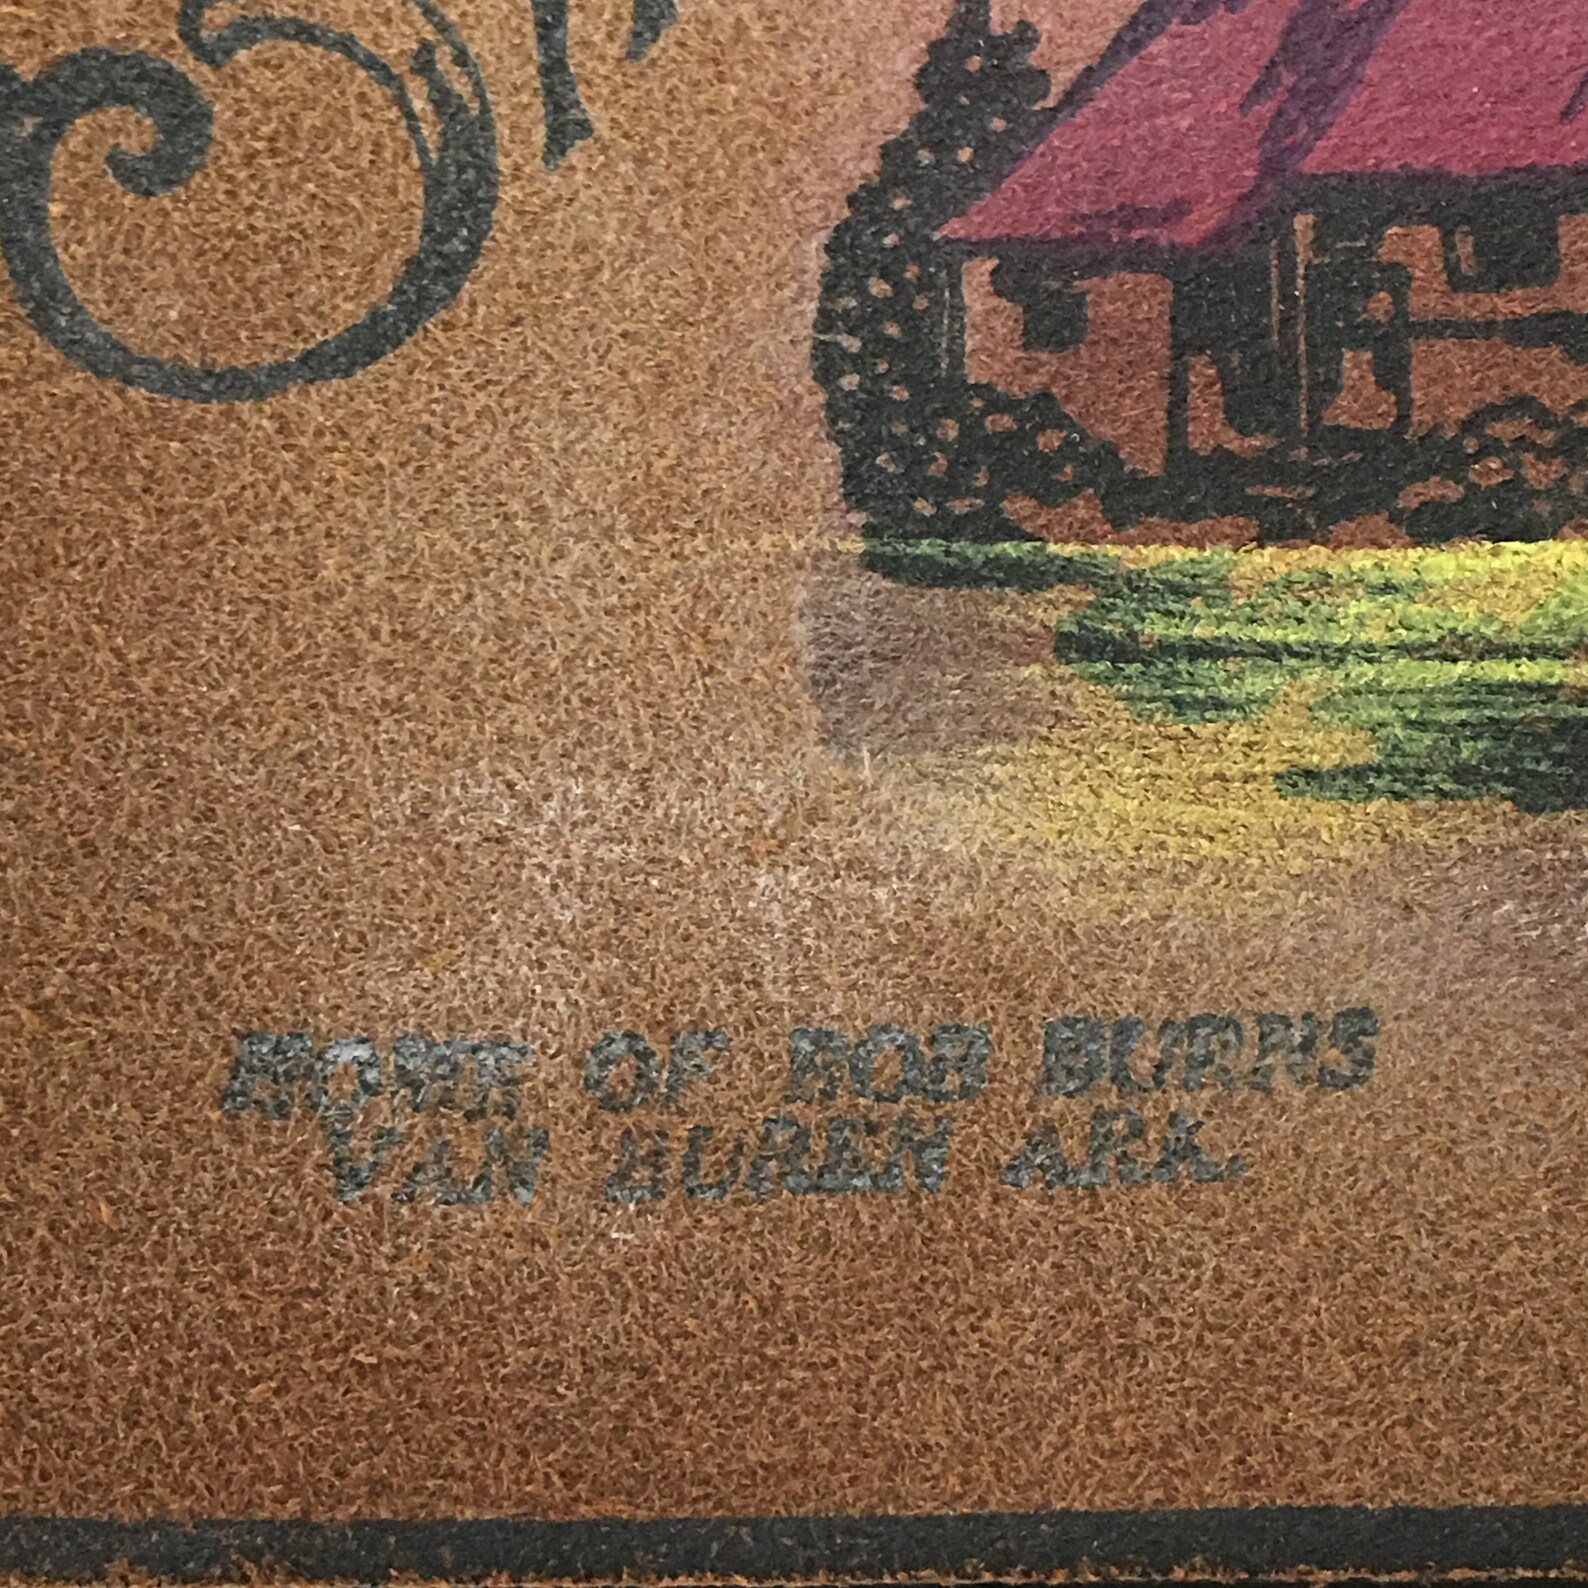 HOME OF BOB BURNS
VAN BUREN ARK.